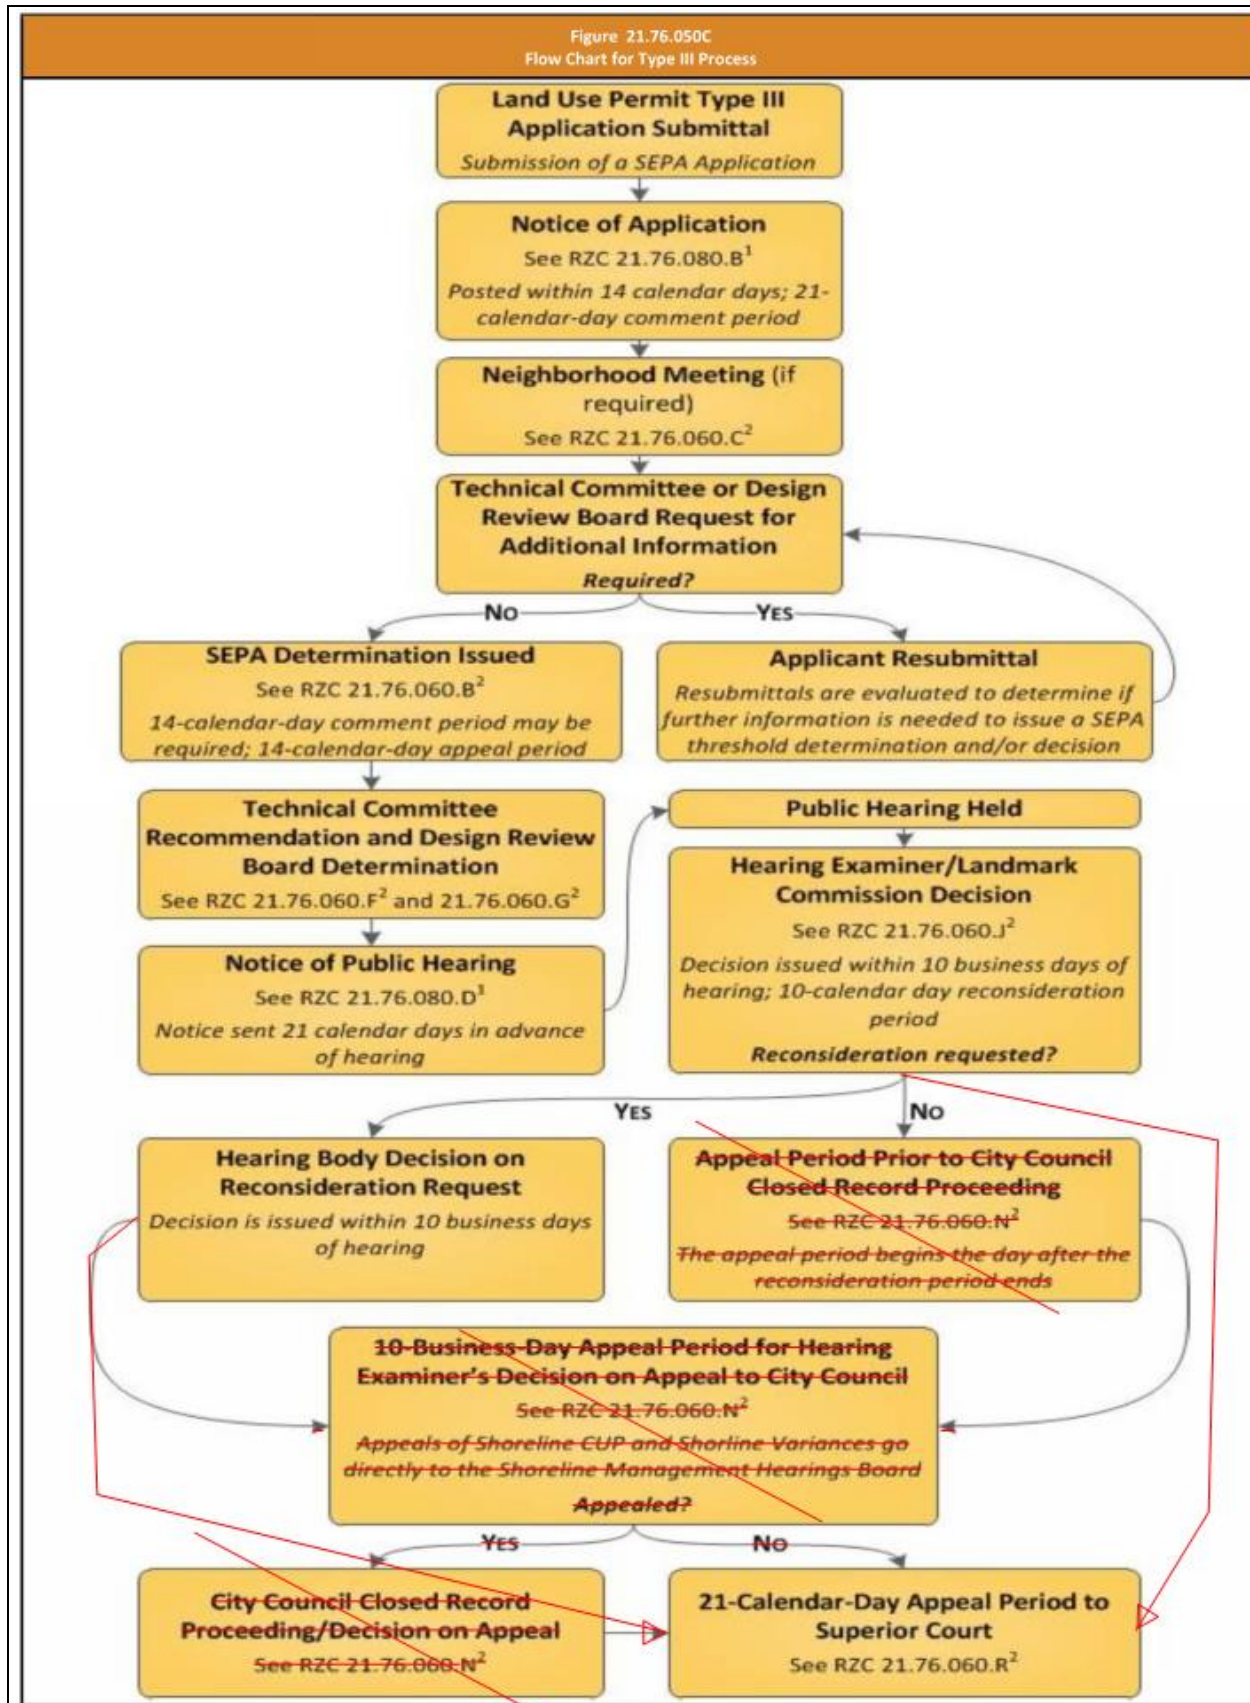 Figure 21.76.050C
Flow Chart for Type III Process
Land Use Permit Type III
Application Submittal
Submission of a SEPA Application
Notice of Application
See RZC 21.76.080.B¹
Posted within 14 calendar days; 21-
calendar-day comment period
Neighborhood Meeting (if
required)
See RZC 21.76.060.C²
Technical Committee or Design
Review Board Request for
Additional Information
Required?
NO
YES
SEPA Determination Issued
See RZC 21.76.060.B²
14-calendar-day comment period may be
required; 14-calendar-day appeal period
Applicant Resubmittal
Resubmittals are evaluated to determine if
further information is needed to issue a SEPA
threshold determination and/or decision
Technical Committee
Recommendation and Design Review
Board Determination
See RZC 21.76.060.F² and 21.76.060.G²
Notice of Public Hearing
See RZC 21.76.080.D¹
Notice sent 21 calendar days in advance
of hearing
Public Hearing Held
Hearing Examiner/Landmark
Commission Decision
See RZC 21.76.060.J²
Decision issued within 10 business days of
hearing; 10-calendar day reconsideration
period
Reconsideration requested?
YES
NO
Hearing Body Decision on
Reconsideration Request
Decision is issued within 10 business days
of hearing
Appeal Period Prior to City Council
Closed Record Proceeding
See RZC 21.76.060.N²
The appeal period begins the day after the
reconsideration period ends
10-Business-Day Appeal Period for Hearing
Examiner's Decision on Appeal to City Council
See RZC 21.76.060.N²
Appeals of Shoreline CUP and Shorline Variances go
directly to the Shoreline Management Hearings Board
Appealed?
YES
NO
City Council Closed Record
Proceeding/Decision on Appeal
See RZC 21.76.060.N²
21-Calendar-Day Appeal Period to
Superior Court
See RZC 21.76.060.R²